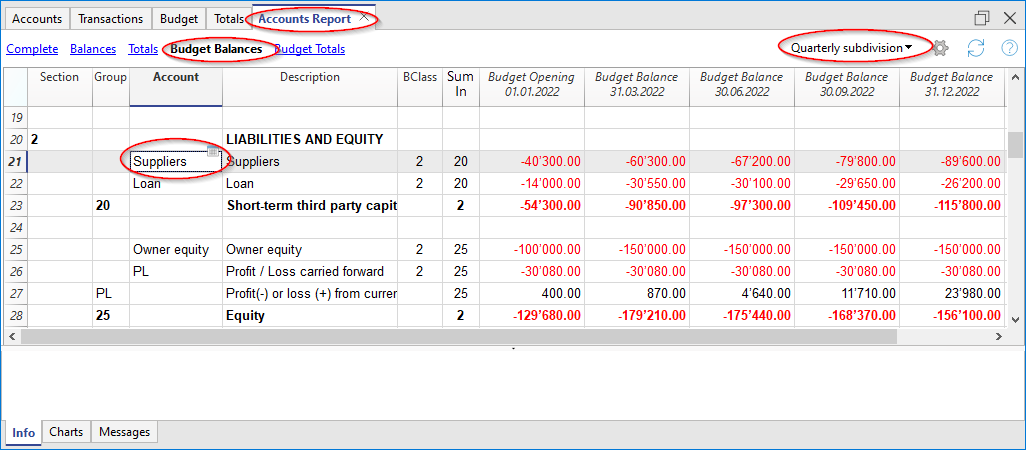 Accounts Transactions Budget Totals Accounts Report
Complete Balances Totals Budget Balances Budget Totals Quarterly subdivision
Section Group Account Description BClass Sum In Budget Opening 01.01.2022 Budget Balance 31.03.2022 Budget Balance 30.06.2022 Budget Balance 30.09.2022 Budget Balance 31.12.2022
19
20 2 LIABILITIES AND EQUITY
21 Suppliers Suppliers 2 20 -40’300.00 -60’300.00 -67’200.00 -79’800.00 -89’600.00
22 Loan Loan 2 20 -14’000.00 -30’550.00 -30’100.00 -29’650.00 -26’200.00
23 20 Short-term third party capit 2 -54’300.00 -90’850.00 -97’300.00 -109’450.00 -115’800.00
24
25 Owner equity Owner equity 2 25 -100’000.00 -150’000.00 -150’000.00 -150’000.00 -150’000.00
26 PL Profit / Loss carried forward 2 25 -30’080.00 -30’080.00 -30’080.00 -30’080.00 -30’080.00
27 PL Profit(-) or loss (+) from currer 25 400.00 870.00 4’640.00 11’710.00 23’980.00
28 25 Equity 2 -129’680.00 -179’210.00 -175’440.00 -168’370.00 -156’100.00
Info Charts Messages